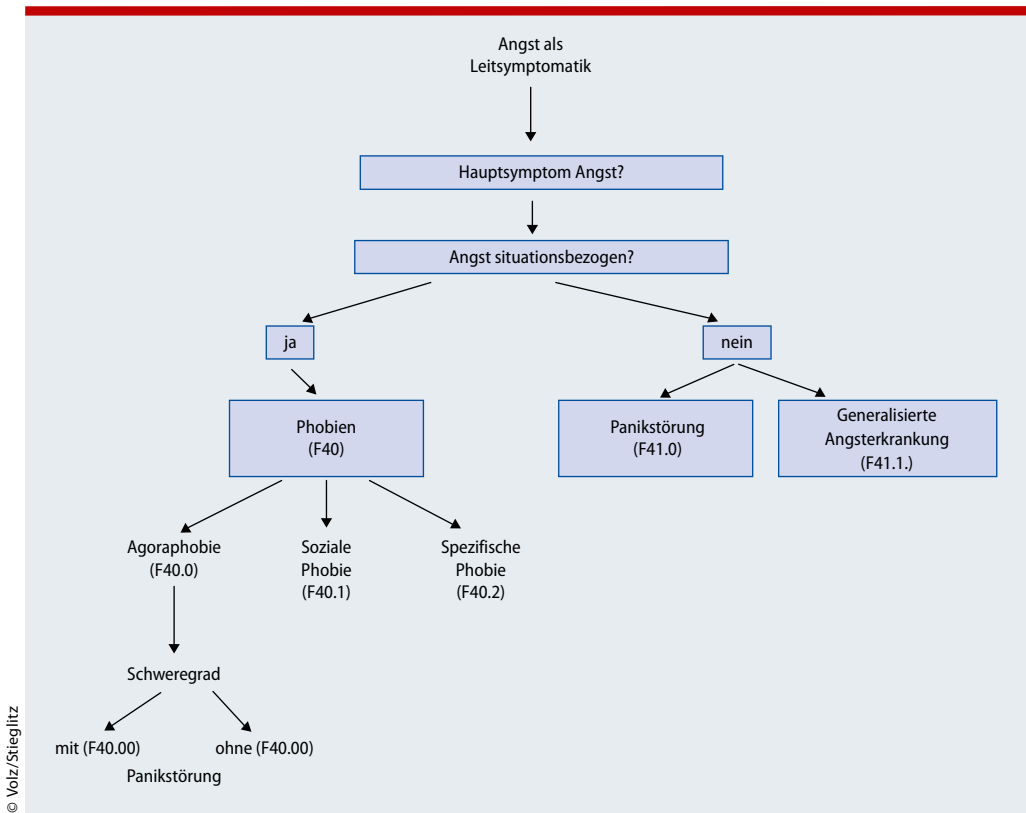 Angst als
Leitsymptomatik
Hauptsymptom Angst?
Angst situationsbezogen?
ja
nein
Phobien
(F40)
Panikstörung
(F41.0)
Generalisierte
Angsterkrankung
(F41.1.)
Agoraphobie
(F40.0)
Soziale
Phobie
(F40.1)
Spezifische
Phobie
(F40.2)
Schweregrad
mit (F40.00)
ohne (F40.00)
Panikstörung
© Volz/Stieglitz